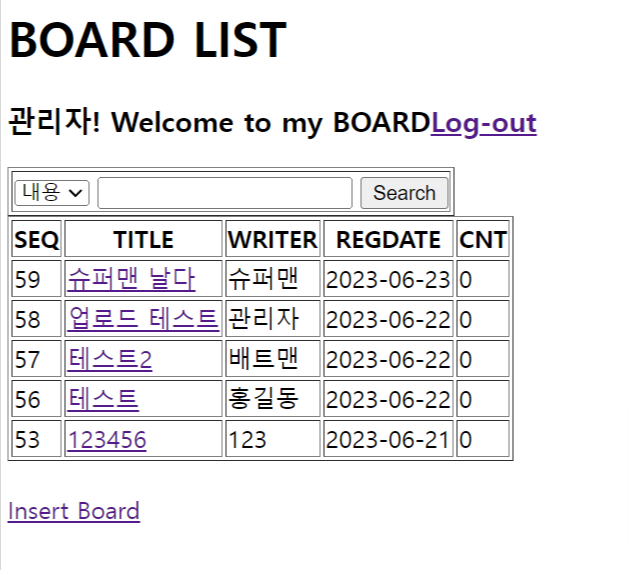 BOARD LIST
관리자! Welcome to my BOARDLog-out
내용 Search
SEQ TITLE WRITER REGDATE CNT
59 슈퍼맨 날다 슈퍼맨 2023-06-23 0
58 업로드 테스트 관리자 2023-06-22 0
57 테스트2 배트맨 2023-06-22 0
56 테스트 홍길동 2023-06-22 0
53 123456 123 2023-06-21 0
Insert Board